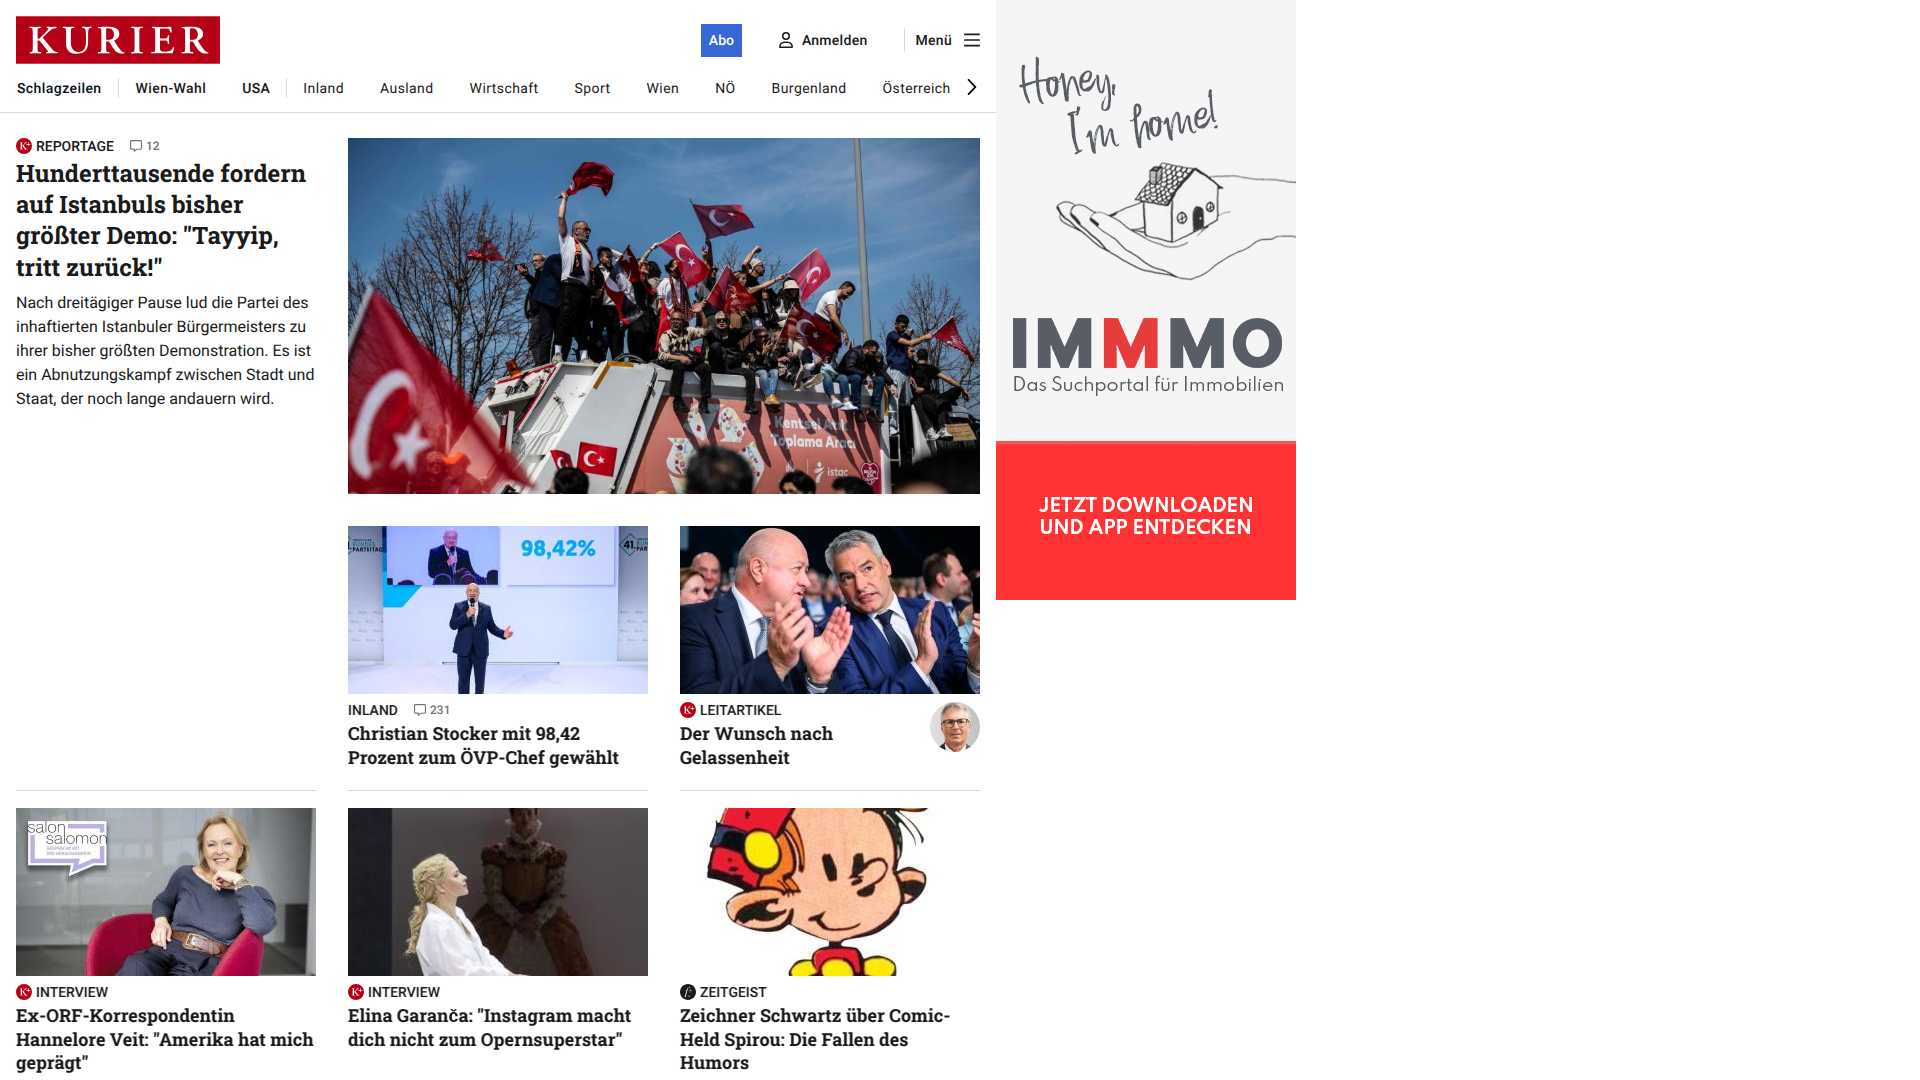 KURIER
Abo
Anmelden
Menü
Schlagzeilen
Wien-Wahl
USA
Inland
Ausland
Wirtschaft
Sport
Wien
NÖ
Burgenland
Österreich
REPORTAGE
12
Hunderttausende fordern
auf Istanbuls bisher
größter Demo: "Tayyip,
tritt zurück!"
Nach dreitägiger Pause lud die Partei des
inhaftierten Istanbuler Bürgermeisters zu
ihrer bisher größten Demonstration. Es ist
ein Abnutzungskampf zwischen Stadt und
Staat, der noch lange andauern wird.
Kentsel Atık
Toplama Aracı
istaç
98,42%
41.
INLAND
231
Christian Stocker mit 98,42
Prozent zum ÖVP-Chef gewählt
LEITARTIKEL
Der Wunsch nach
Gelassenheit
salon
salomon
INTERVIEW
Ex-ORF-Korrespondentin
Hannelore Veit: "Amerika hat mich
geprägt"
INTERVIEW
Elina Garanča: "Instagram macht
dich nicht zum Opernsuperstar"
ZEITGEIST
Zeichner Schwartz über Comic-
Held Spirou: Die Fallen des
Humors
Honey,
I'm home!
IMMMO
Das Suchportal für Immobilien
JETZT DOWNLOADEN
UND APP ENTDECKEN